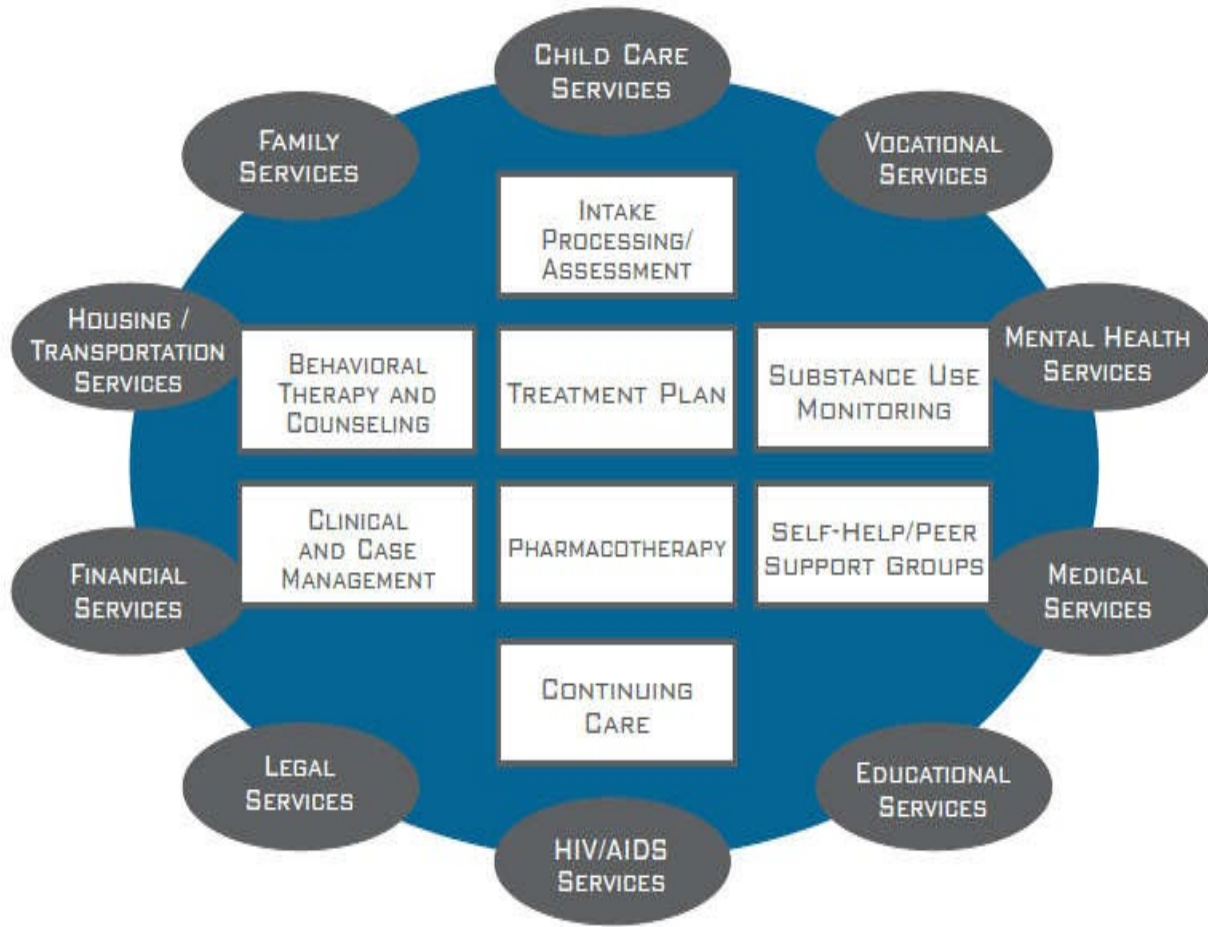 Child Care
Services
Family
Services
Vocational
Services
Intake
Processing/
Assessment
Housing /
Transportation
Services
Behavioral
Therapy and
Counseling
Treatment Plan
Substance Use
Monitoring
Mental Health
Services
Financial
Services
Clinical
and Case
Management
Pharmacotherapy
Self-Help/Peer
Support Groups
Medical
Services
Continuing
Care
Legal
Services
Educational
Services
HIV/AIDS
Services